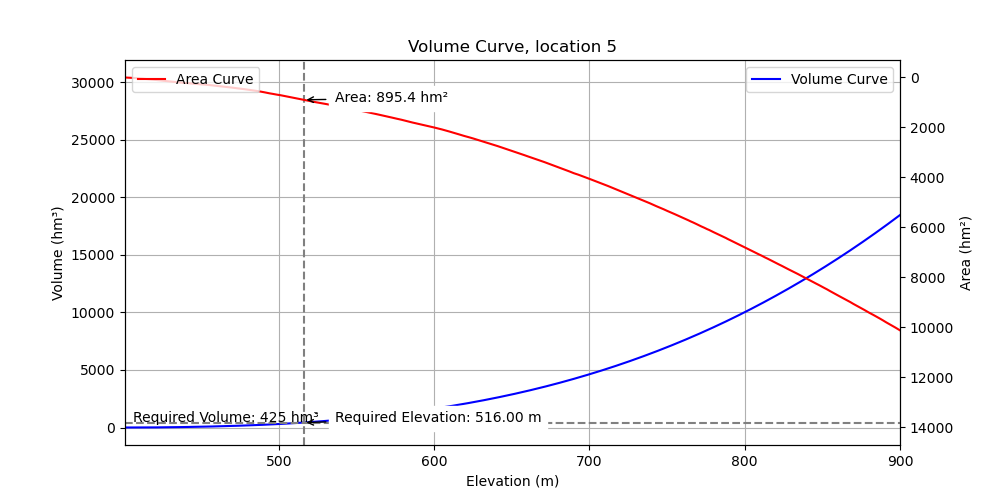 Volume Curve, location 5
Area Curve
Volume Curve
Area: 895.4 hm²
Required Volume: 425 hm³
Required Elevation: 516.00 m
Volume (hm³)
30000
25000
20000
15000
10000
5000
0
Area (hm²)
0
2000
4000
6000
8000
10000
12000
14000
500
600
700
800
900
Elevation (m)